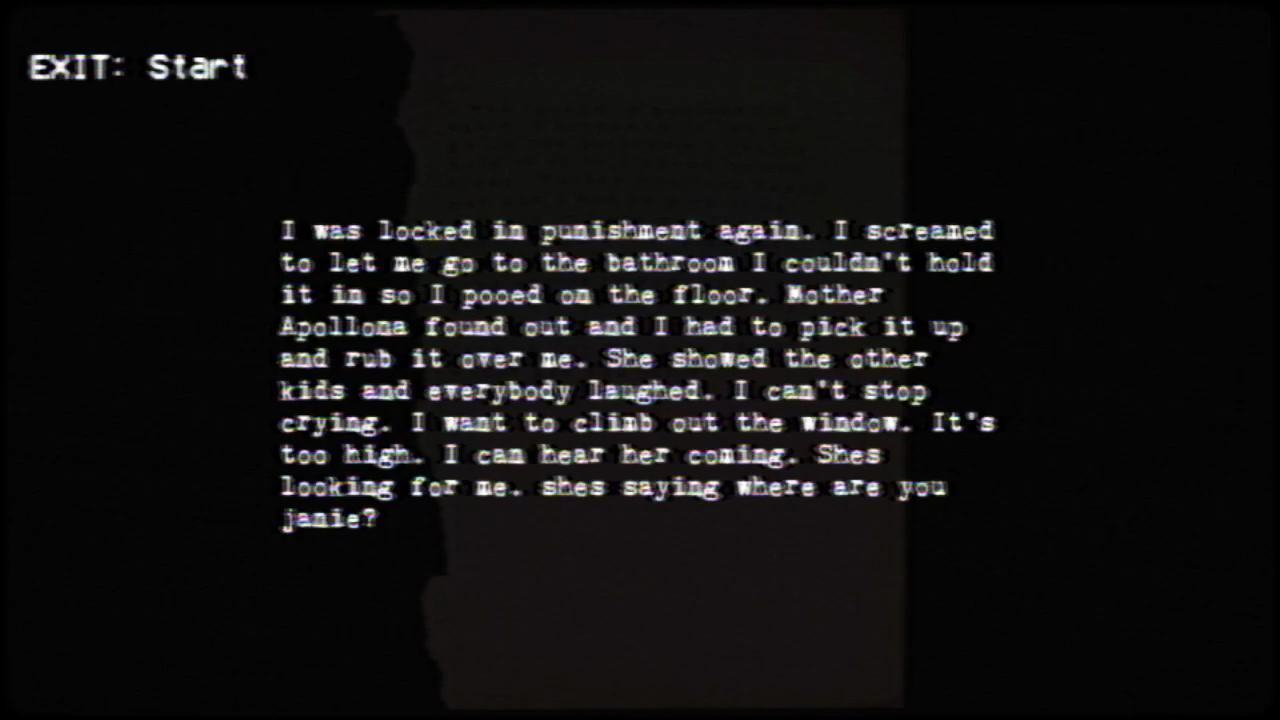 EXIT: Start
I was locked in punishment again. I screamed
to let me go to the bathroom I couldn't hold
it in so I pooed on the floor. Mother
Apollona found out and I had to pick it up
and rub it over me. She showed the other
kids and everybody laughed. I can't stop
crying. I want to climb out the window. It's
too high. I can hear her coming. Shes
looking for me. shes saying where are you
janie?